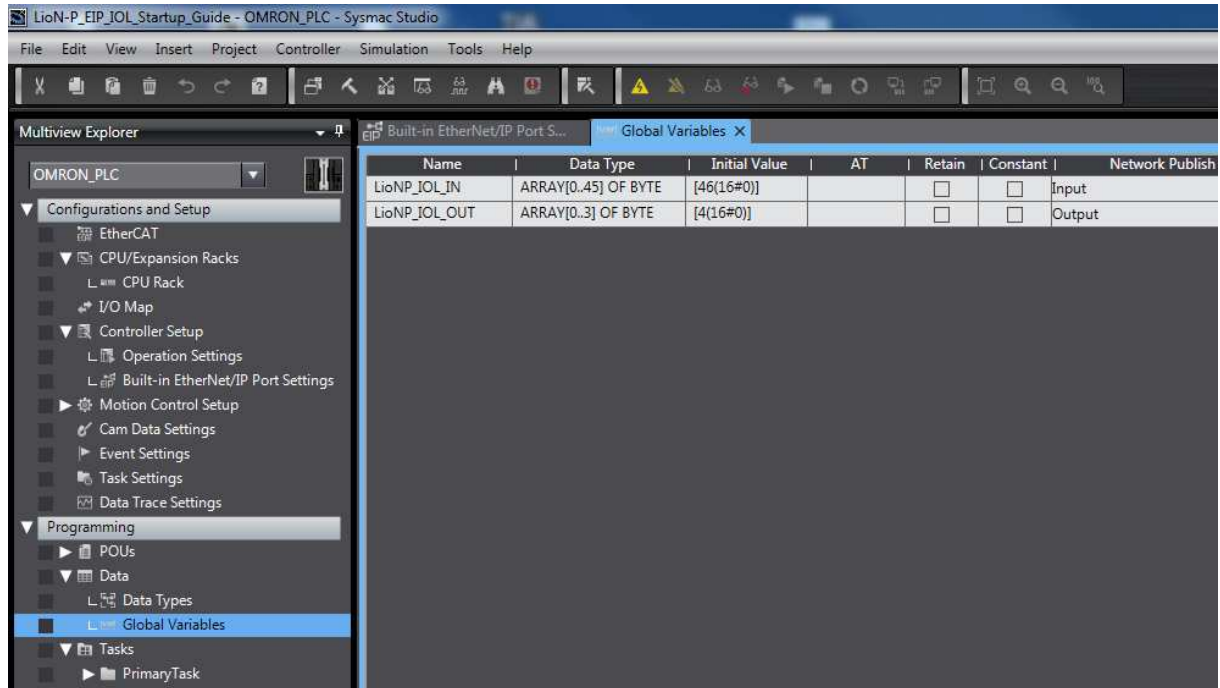 LioN-P_EIP_IOL_Startup_Guide - OMRON_PLC - Sysmac Studio
File Edit View Insert Project Controller Simulation Tools Help
Multiview Explorer
OMRON_PLC
Configurations and Setup
EtherCAT
CPU/Expansion Racks
CPU Rack
I/O Map
Controller Setup
Operation Settings
Built-in EtherNet/IP Port Settings
Motion Control Setup
Cam Data Settings
Event Settings
Task Settings
Data Trace Settings
Programming
POUs
Data
Data Types
Global Variables
Tasks
PrimaryTask
Built-in EtherNet/IP Port S... Global Variables X
Name | Data Type | Initial Value | AT | Retain | Constant | Network Publish
LioNP_IOL_IN ARRAY[0..45] OF BYTE [46(16#0)] Input
LioNP_IOL_OUT ARRAY[0..3] OF BYTE [4(16#0)] Output